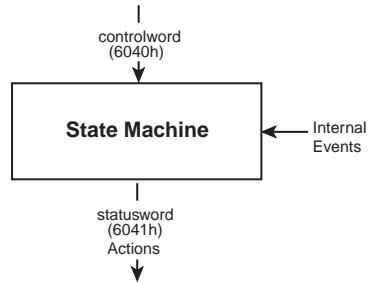 controlword
(6040h)
State Machine
Internal
Events
statusword
(6041h)
Actions